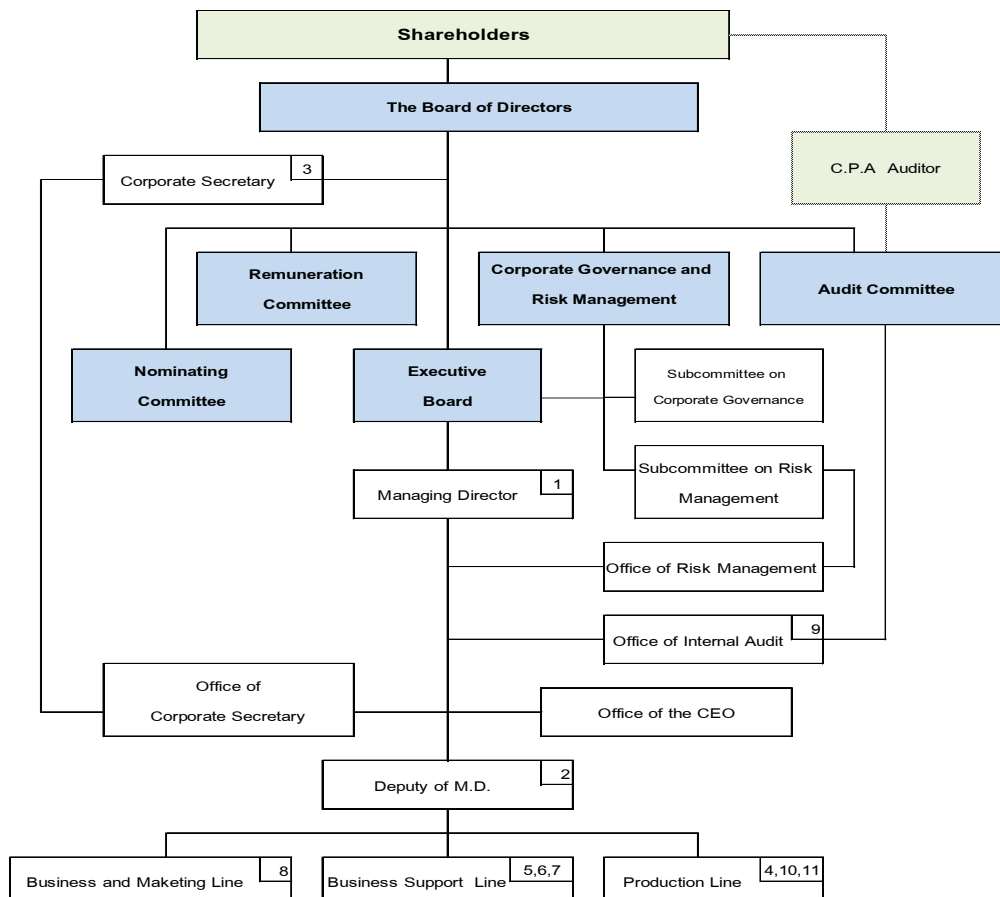 Shareholders
The Board of Directors
C.P.A Auditor
Corporate Secretary
3
Remuneration
Committee
Corporate Governance and
Risk Management
Audit Committee
Nominating
Committee
Executive
Board
Subcommittee on
Corporate Governance
Managing Director
1
Subcommittee on Risk
Management
Office of Risk Management
Office of Internal Audit
9
Office of
Corporate Secretary
Office of the CEO
Deputy of M.D.
2
Business and Maketing Line
8
Business Support Line
5,6,7
Production Line
4,10,11